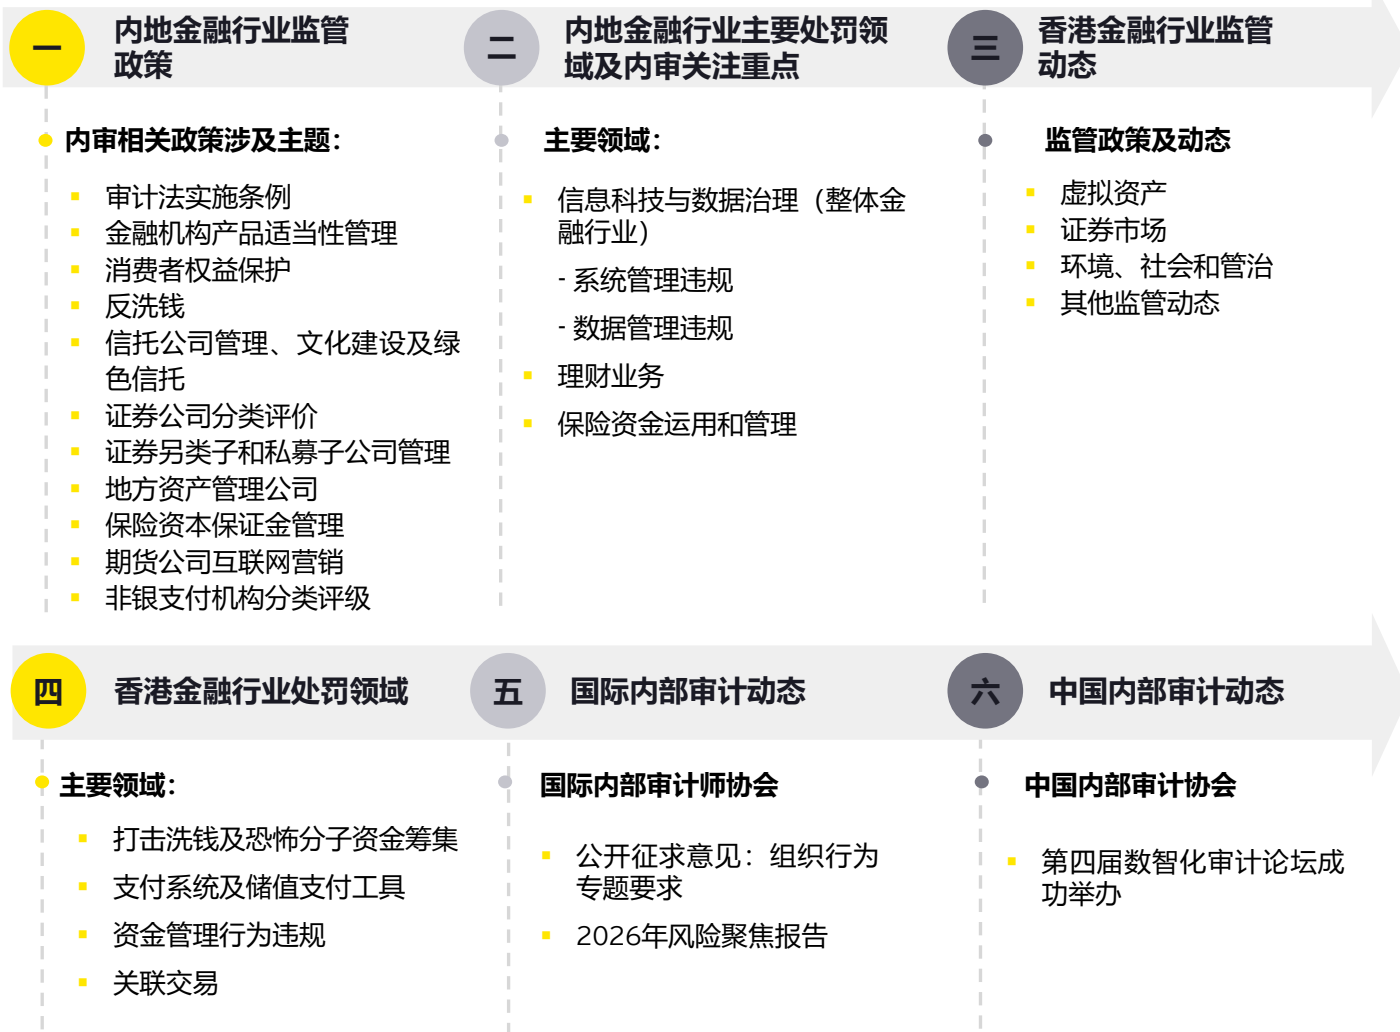 一
内地金融行业监管
政策
内审相关政策涉及主题：
审计法实施条例
金融机构产品适当性管理
消费者权益保护
反洗钱
信托公司管理、文化建设及绿
色信托
证券公司分类评价
证券另类子和私募子公司管理
地方资产管理公司
保险资本保证金管理
期货公司互联网营销
非银支付机构分类评级
二
内地金融行业主要处罚领
域及内审关注重点
主要领域：
信息科技与数据治理（整体金
融行业）
- 系统管理违规
- 数据管理违规
理财业务
保险资金运用和管理
三
香港金融行业监管
动态
监管政策及动态
虚拟资产
证券市场
环境、社会和管治
其他监管动态
四
香港金融行业处罚领域
主要领域：
打击洗钱及恐怖分子资金筹集
支付系统及储值支付工具
资金管理行为违规
关联交易
五
国际内部审计动态
国际内部审计师协会
公开征求意见：组织行为
专题要求
2026年风险聚焦报告
六
中国内部审计动态
中国内部审计协会
第四届数智化审计论坛成
功举办